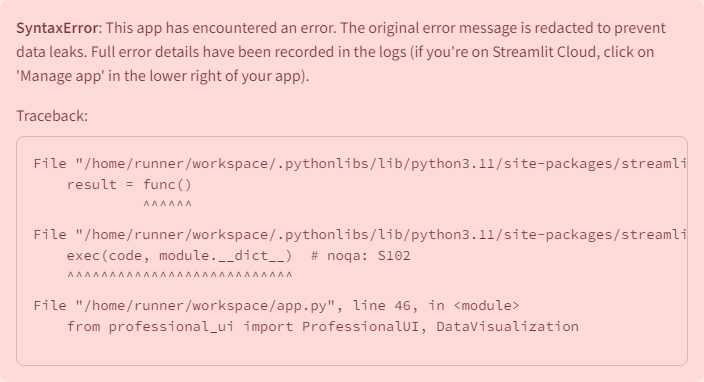 SyntaxError: This app has encountered an error. The original error message is redacted to prevent
data leaks. Full error details have been recorded in the logs (if you're on Streamlit Cloud, click on
'Manage app' in the lower right of your app).
Traceback:
File "/home/runner/workspace/.pythonlibs/lib/python3.11/site-packages/streamli
    result = func()
             ^^^^^^
File "/home/runner/workspace/.pythonlibs/lib/python3.11/site-packages/streamli
    exec(code, module.__dict__)  # noqa: S102
    ^^^^^^^^^^^^^^^^^^^^^^^^^^^
File "/home/runner/workspace/app.py", line 46, in <module>
    from professional_ui import ProfessionalUI, DataVisualization